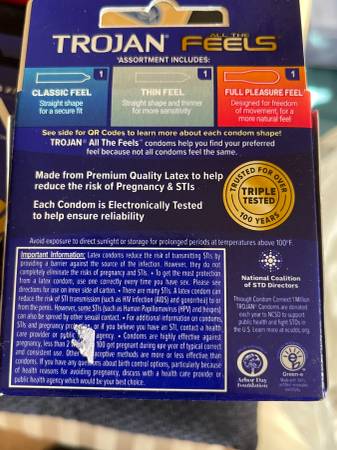 TROJAN® ALL THE FEELS™
*ASSORTMENT INCLUDES:
1
1
1
CLASSIC FEEL
Straight shape
for a secure fit
THIN FEEL
Straight shape and thinner
for more sensitivity
FULL PLEASURE FEEL
Designed for freedom
of movement, for a
more natural feel
See side for QR Codes to learn more about each condom shape!
TROJAN® All The Feels™ condoms help you find your preferred
feel because not all condoms feel the same.
Made from Premium Quality Latex to help
reduce the risk of Pregnancy & STIs
Each Condom is Electronically Tested
to help ensure reliability
TRUSTED FOR OVER
TRIPLE
TESTED
100 YEARS
Avoid exposure to direct sunlight or storage for prolonged periods at temperatures above 100°F.
Important Information: Latex condoms reduce the risk of transmitting STIs by
providing a barrier against the source of the infection. However, they do not
completely eliminate the risks of pregnancy and STIs. • To get the most protection
from a latex condom, use one correctly every time you have sex. Please see
directions for use on inner side of carton. • There are many STIs. A latex condom can
reduce the risk of STI transmission (such as HIV infection (AIDS) and gonorrhea) to or
from the penis. However, some STIs (such as Human Papillomavirus (HPV) and herpes)
can also be spread by other sexual contact. • For additional information on condoms,
STIs and pregnancy or if you believe you have an STI, contact a health
care provider or public agency. • Condoms are highly effective against
pregnancy, less than 2 100 get pregnant during one year of typical correct
and consistent use. Other methods are more or less effective than
condoms. If you have any questions about birth control options, particularly because
of health reasons for avoiding pregnancy, discuss with a health care provider or
public health agency which would be your best choice.
National Coalition
of STD Directors
Through Condom Connect 1 Million
TROJAN® Condoms are donated
each year to NCSD to support
public health and fight STDs in
the U.S. Learn more at ncsddc.org.
Arbor Day
Foundation
Green-e